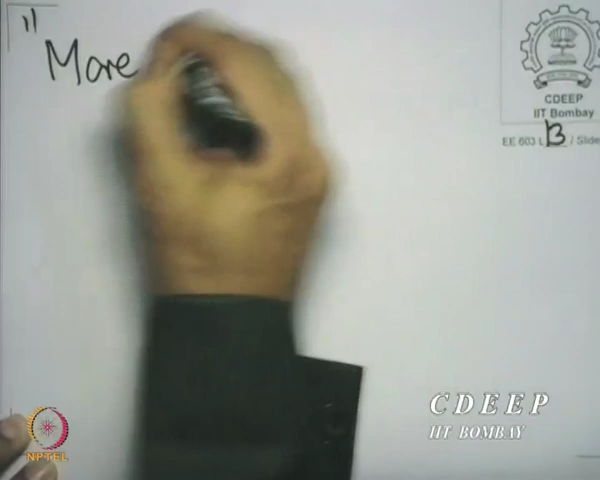 " More
CDEEP
IIT Bombay
EE 603 L 13 / Slide
CDEEP
IIT BOMBAY
NPTEL